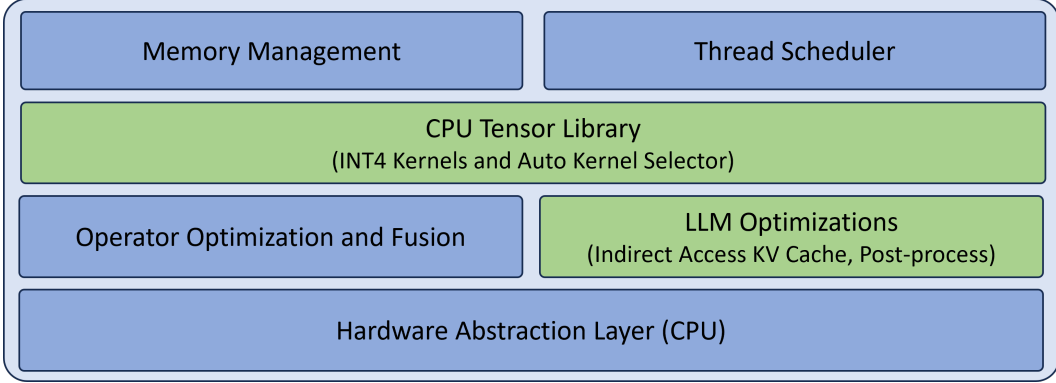 Memory Management
Thread Scheduler
CPU Tensor Library
(INT4 Kernels and Auto Kernel Selector)
Operator Optimization and Fusion
LLM Optimizations
(Indirect Access KV Cache, Post-process)
Hardware Abstraction Layer (CPU)